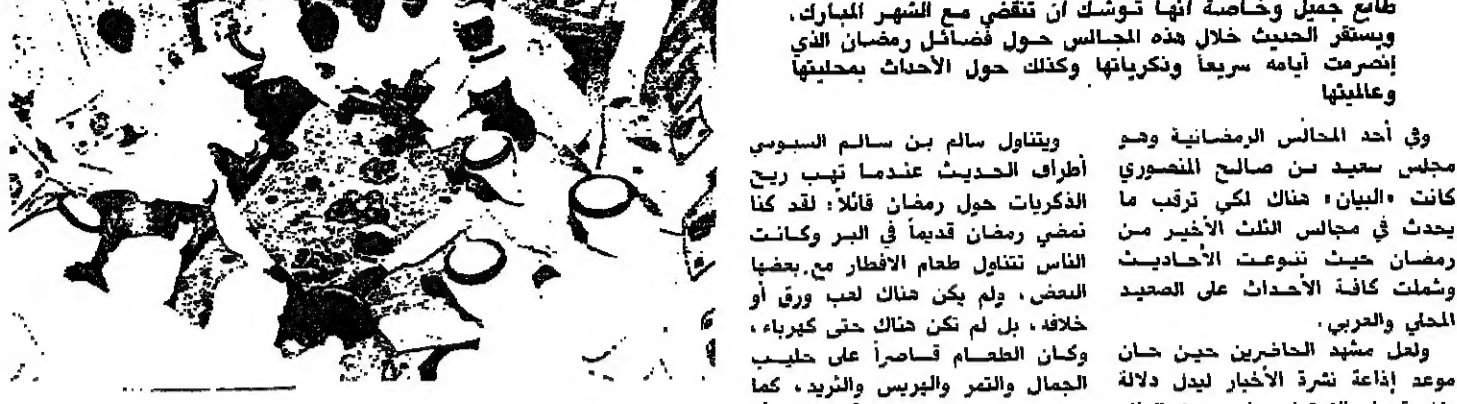 طابع جميل وخاصة انها توشك ان تنقضي مع الشهر المبارك،
ويستقر الحديث خلال هذه المجالس حول فضائل رمضان الذي
إنصرمت أيامه سريعاً وذكرياتها وكذلك حول الأحداث بمحليتها
وعالميتها
وفي أحد المجالس الرمضانية وهو
مجلس سعيد بن صالح المنصوري
كانت «البيان» هناك لكي ترقب ما
يحدث في مجالس الثلث الأخير من
رمضان حيث تنوعت الأحاديث
وشملت كافة الأحداث على الصعيد
المحلي والعربي.
ولعل مشهد الحاضرين حين حان
موعد إذاعة نشرة الأخبار ليدل دلالة
ويتناول سالم بن سالم السبوسي
أطراف الحديث عندما تهب ريح
الذكريات حول رمضان قائلاً: لقد كنا
نمضي رمضان قديماً في البر وكانت
الناس تتناول طعام الافطار مع بعضها
البعض، ولم يكن هناك لعب ورق أو
خلافه، بل لم تكن هناك حتى كهرباء،
وكان الطعام قاصراً على حليب
الجمال والتمر والهريس والثريد، كما